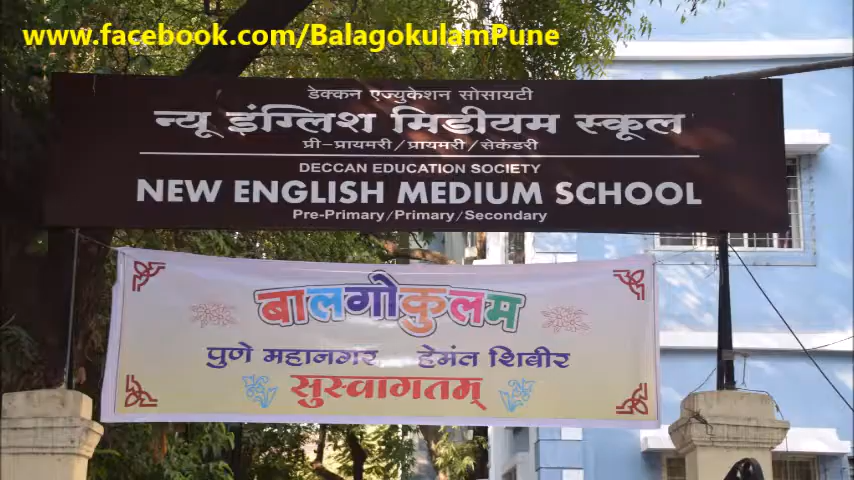 www.facebook.com/BalagokulamPune
डेक्कन एज्युकेशन सोसायटी
न्यू इंग्लिश मिडीयम स्कूल
प्री-प्रायमरी/प्रायमरी/सेकंडरी
DECCAN EDUCATION SOCIETY
NEW ENGLISH MEDIUM SCHOOL
Pre-Primary/Primary/Secondary
बालगोकुलम
पुणे महानगर हेमंत शिबीर
सुस्वागतम्